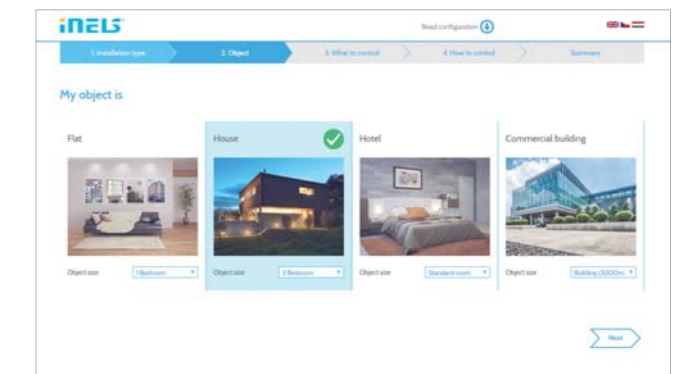 iNELS
Read configuration
1. Installation type
2. Object
3. What to control
4. How to control
Summary
My object is
Flat
House
Hotel
Commercial building
Object size
1 Bedroom
Object size
Object size
Standard room
Object size
Building (3000m
Next